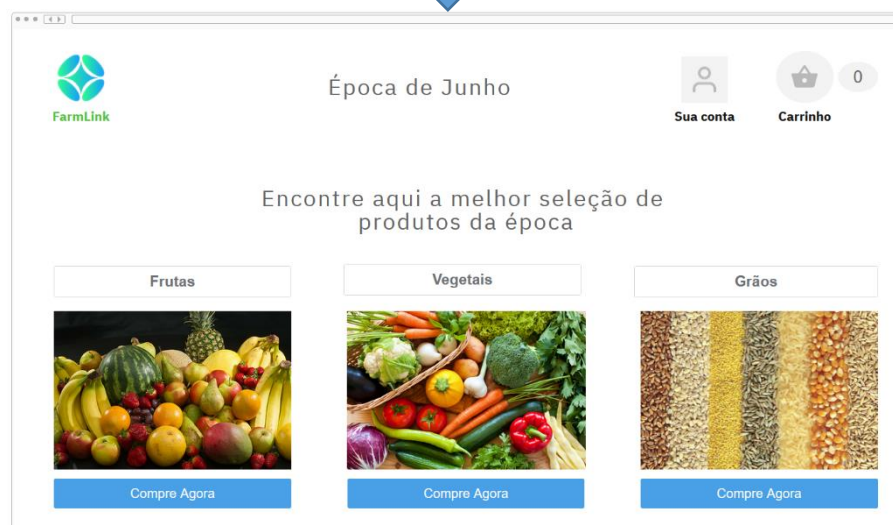 FarmLink
Época de Junho
Sua conta
Carrinho
0
Encontre aqui a melhor seleção de
produtos da época
Frutas
Vegetais
Grãos
Compre Agora
Compre Agora
Compre Agora